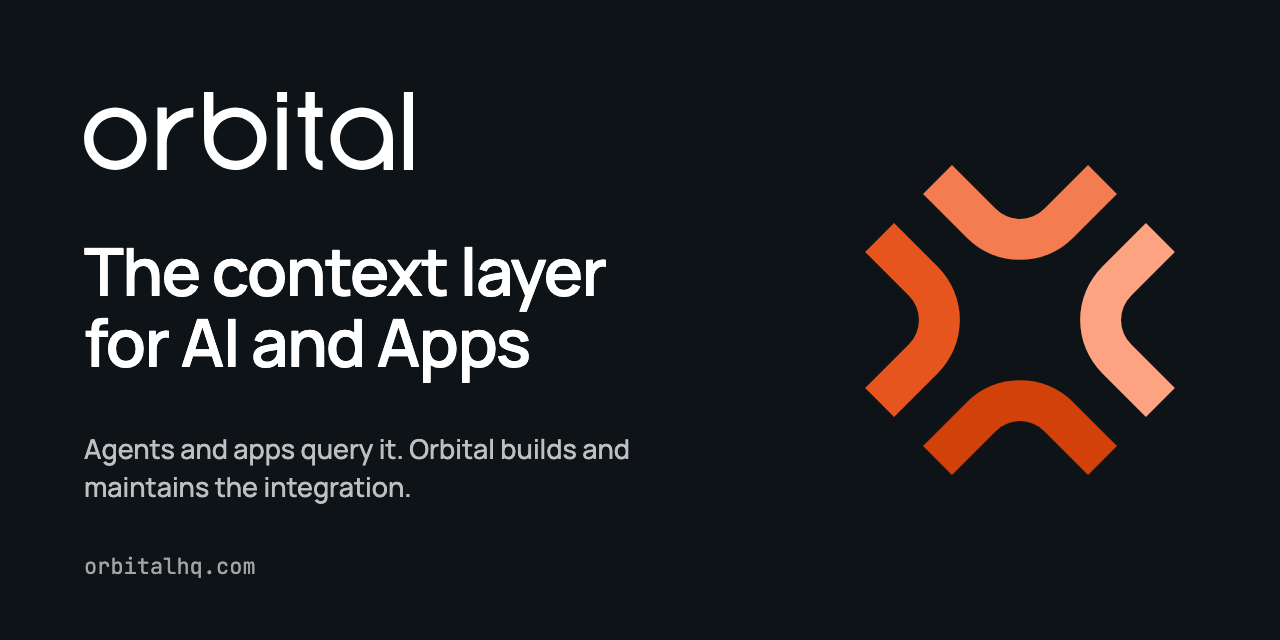 orbital
The context layer
for AI and Apps
Agents and apps query it. Orbital builds and
maintains the integration.
orbitalhq.com